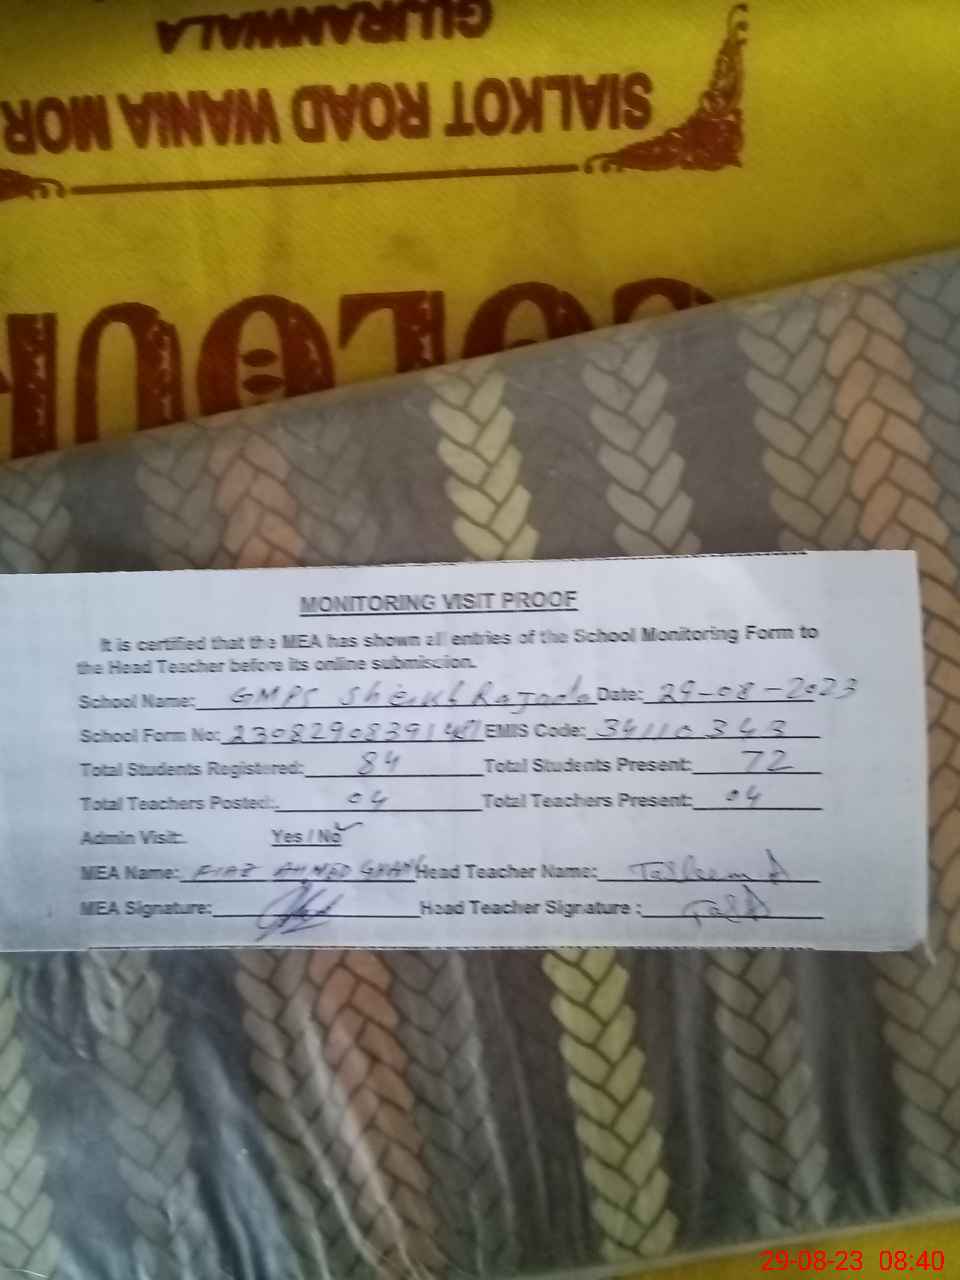 GUJRANWALA
SIALKOT ROAD WANIA MOR
COLOUR
MONITORING VISIT PROOF
It is certified that the MEA has shown all entries of the School Monitoring Form to
the Head Teacher before its online submission.
School Name: GMPS Sheikh Rajada Date: 29-08-2023
School Form No: EMIS Code: 34110343
Total Students Registered: 84 Total Students Present: 72
Total Teachers Posted: 04 Total Teachers Present: 04
Admin Visit: Yes / No
MEA Name: FIAZ AHMED Head Teacher Name: Tasleem A
MEA Signature: Head Teacher Signature :
29-08-23 08:40